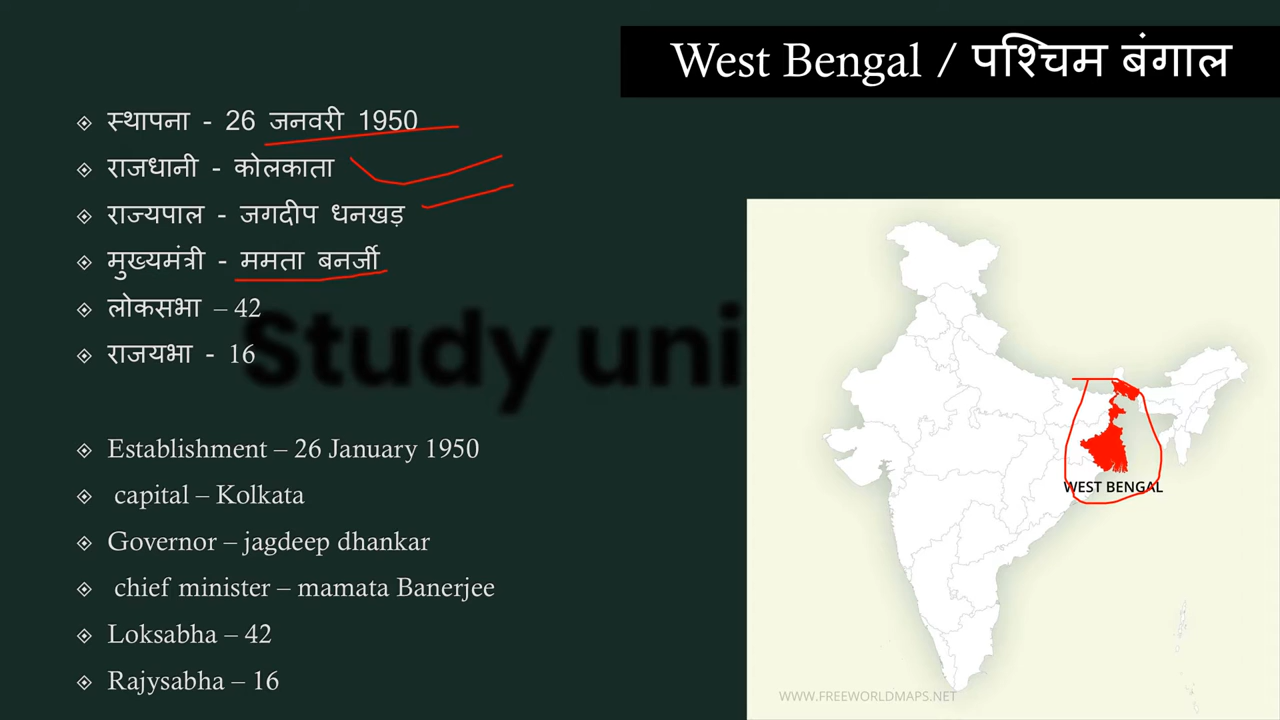 West Bengal / पश्चिम बंगाल
स्थापना - 26 जनवरी 1950
राजधानी - कोलकाता
राज्यपाल - जगदीप धनखड़
मुख्यमंत्री - ममता बनर्जी
लोकसभा – 42
राजयभा - 16
Study uni
Establishment – 26 January 1950
capital – Kolkata
Governor – jagdeep dhankar
chief minister – mamata Banerjee
Loksabha – 42
Rajysabha – 16
WEST BENGAL
WWW.FREEWORLDMAPS.NET